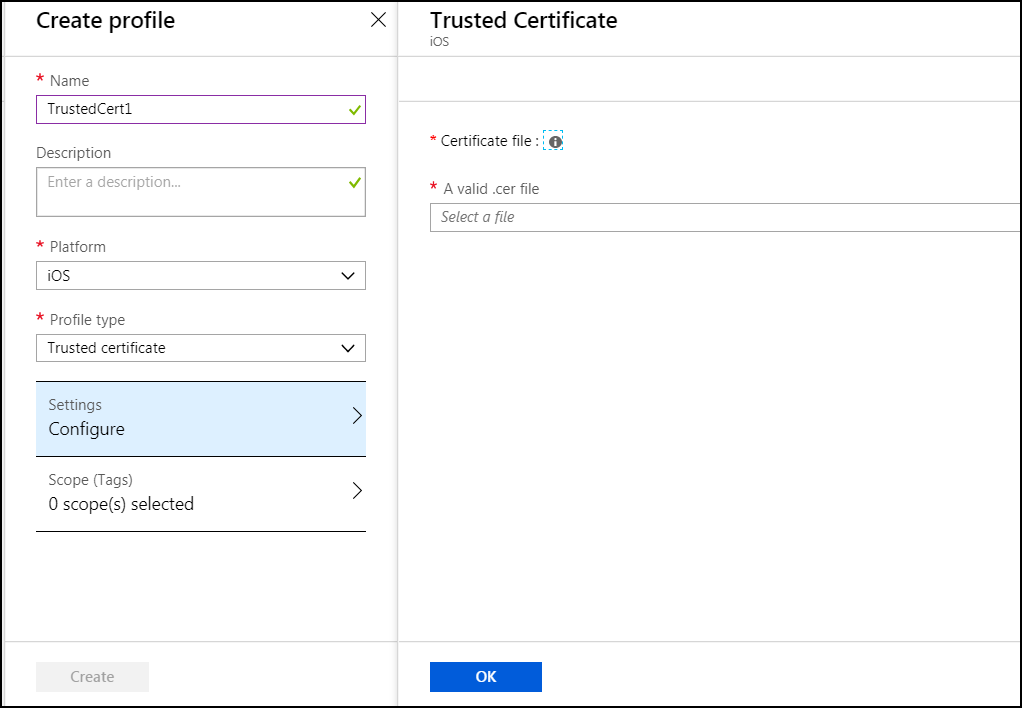 Create profile
* Name
TrustedCert1
Description
Enter a description...
* Platform
iOS
* Profile type
Trusted certificate
Settings
Configure
Scope (Tags)
0 scope(s) selected
Create
Trusted Certificate
iOS
* Certificate file :
* A valid .cer file
Select a file
OK